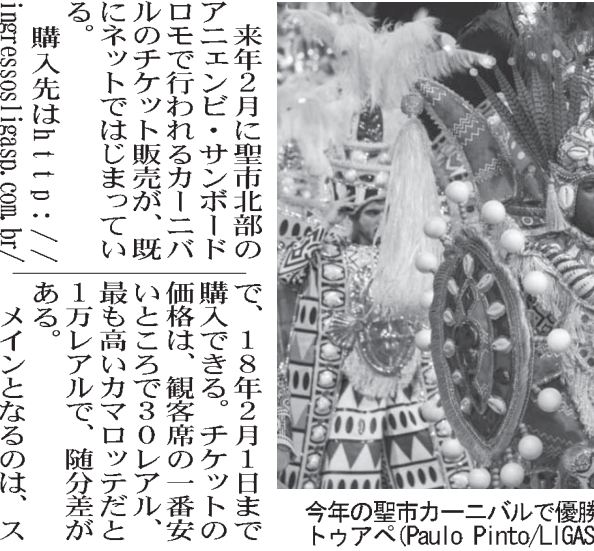 来年２月に聖市北部の
アニェンビ・サンボード
ロモで行われるカーニバ
ルのチケット販売が、既
にネットではじまってい
る。
購入先はｈｔｔｐ：／／
ingressosligasp.com.br/
で、１８年２月１日まで
購入できる。チケットの
価格は、観客席の一番安
いところで３０レアル、
最も高いカマロッテだと
１万レアルで、随分差が
ある。
メインとなるのは、ス
今年の聖市カーニバルで優勝
トゥアペ(Paulo Pinto/LIGAS